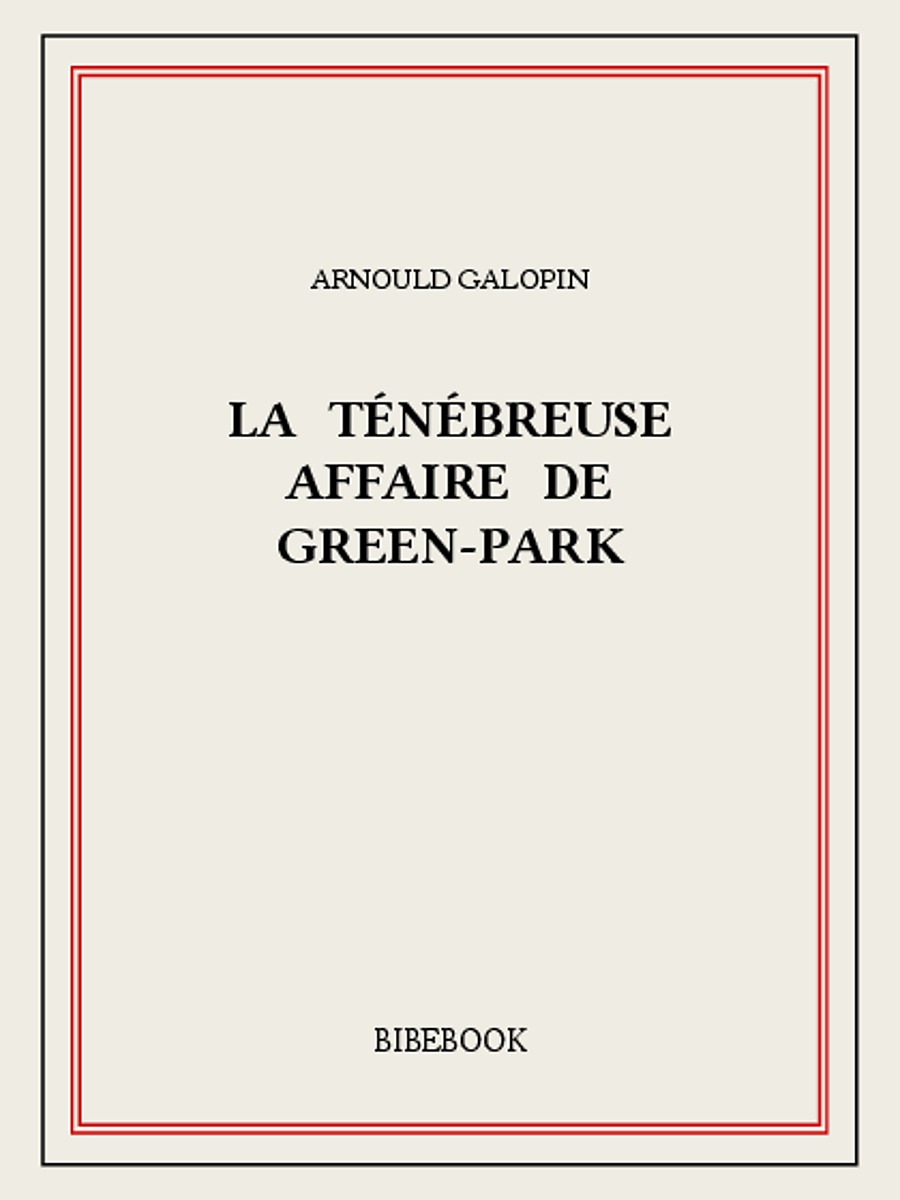 ARNOULD GALOPIN
LA TÉNÉBREUSE
AFFAIRE DE
GREEN-PARK
BIBEBOOK